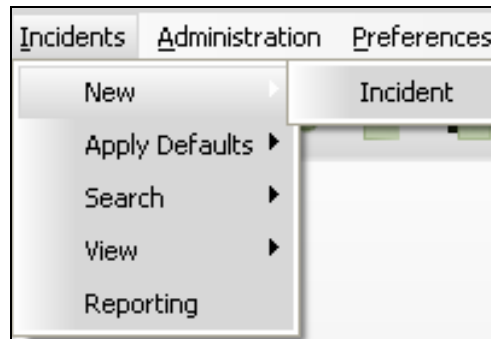 Incidents Administration Preferences
New Incident
Apply Defaults
Search
View
Reporting